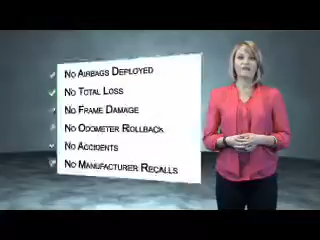 No Airbags Deployed
No Total Loss
No Frame Damage
No Odometer Rollback
No Accidents
No Manufacturer Recalls